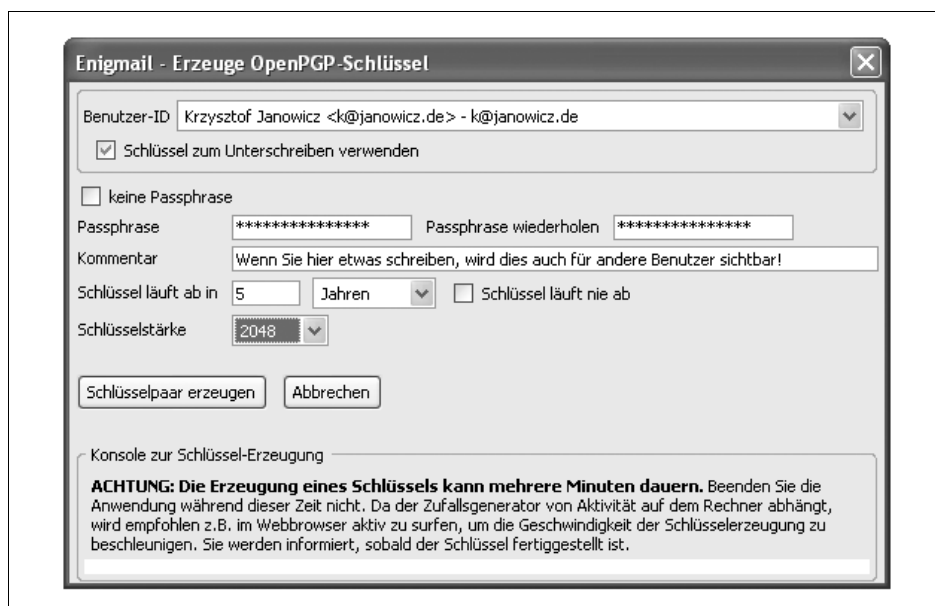 Enigmail - Erzeuge OpenPGP-Schlüssel
Benutzer-ID Krzysztof Janowicz <k@janowicz.de> - k@janowicz.de
Schlüssel zum Unterschreiben verwenden
keine Passphrase
Passphrase *************** Passphrase wiederholen ***************
Kommentar Wenn Sie hier etwas schreiben, wird dies auch für andere Benutzer sichtbar!
Schlüssel läuft ab in 5 Jahren Schlüssel läuft nie ab
Schlüsselstärke 2048
Schlüsselpaar erzeugen Abbrechen
Konsole zur Schlüssel-Erzeugung
ACHTUNG: Die Erzeugung eines Schlüssels kann mehrere Minuten dauern. Beenden Sie die
Anwendung während dieser Zeit nicht. Da der Zufallsgenerator von Aktivität auf dem Rechner abhängt,
wird empfohlen z.B. im Webbrowser aktiv zu surfen, um die Geschwindigkeit der Schlüsselerzeugung zu
beschleunigen. Sie werden informiert, sobald der Schlüssel fertiggestellt ist.